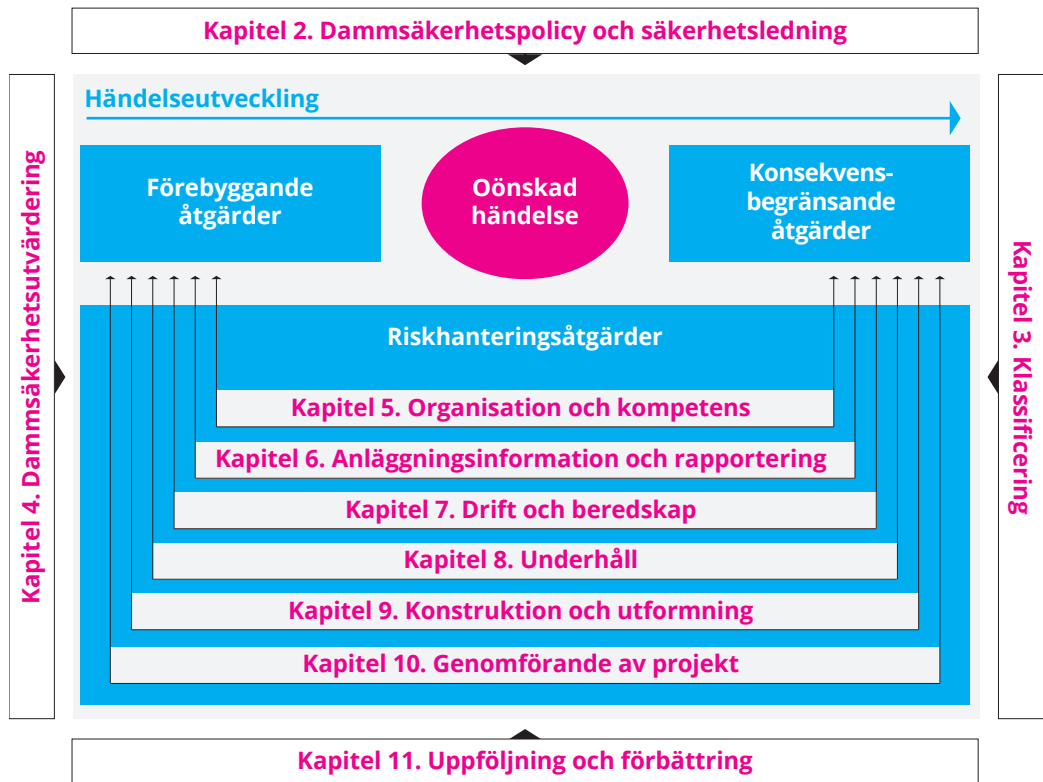 Kapitel 2. Dammsäkerhetspolicy och säkerhetsledning
Kapitel 4. Dammsäkerhetsutvärdering
Händelseutveckling
Förebyggande
åtgärder
Oönskad
händelse
Konsekvens-
begränsande
åtgärder
Kapitel 3. Klassificering
Riskhanteringsåtgärder
Kapitel 5. Organisation och kompetens
Kapitel 6. Anläggningsinformation och rapportering
Kapitel 7. Drift och beredskap
Kapitel 8. Underhåll
Kapitel 9. Konstruktion och utformning
Kapitel 10. Genomförande av projekt
Kapitel 11. Uppföljning och förbättring